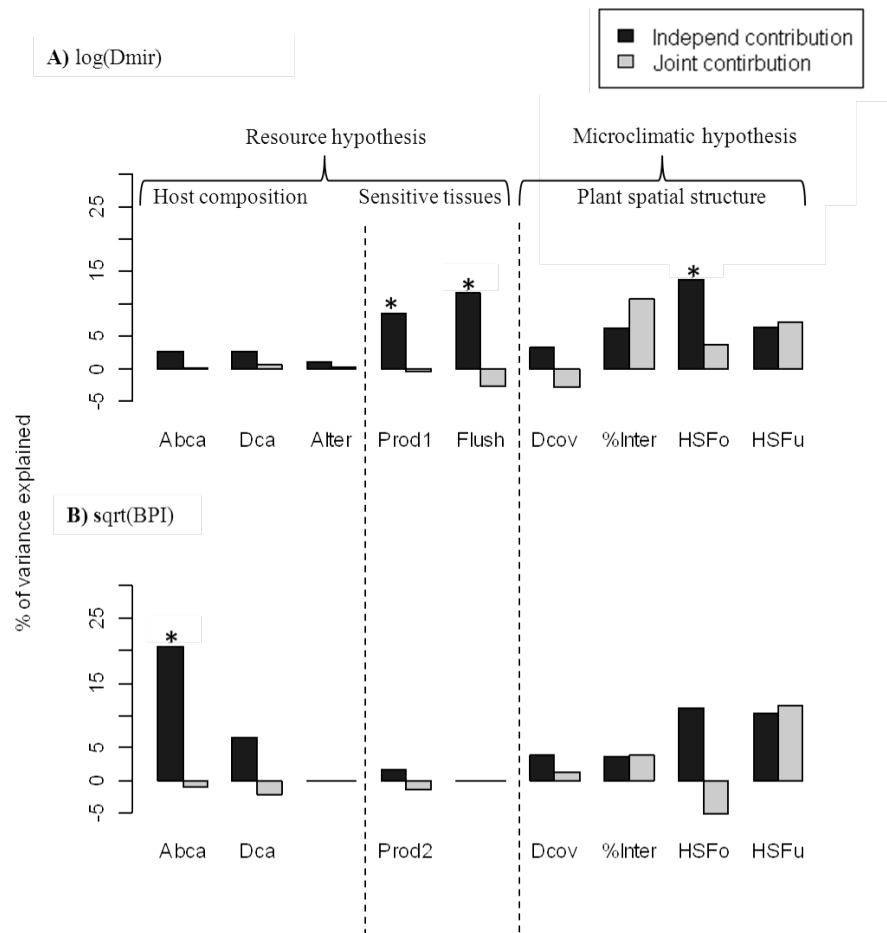 A) log(Dmir)
Independ contribution
Joint contirbution
Resource hypothesis
Microclimatic hypothesis
Host composition
Sensitive tissues
Plant spatial structure
25
15
5
0
-5
*
*
*
Abca Dca Alter Prod1 Flush Dcov %Inter HSFo HSFu
% of variance explained
B) sqrt(BPI)
25
15
5
0
-5
*
Abca Dca Prod2 Dcov %Inter HSFo HSFu